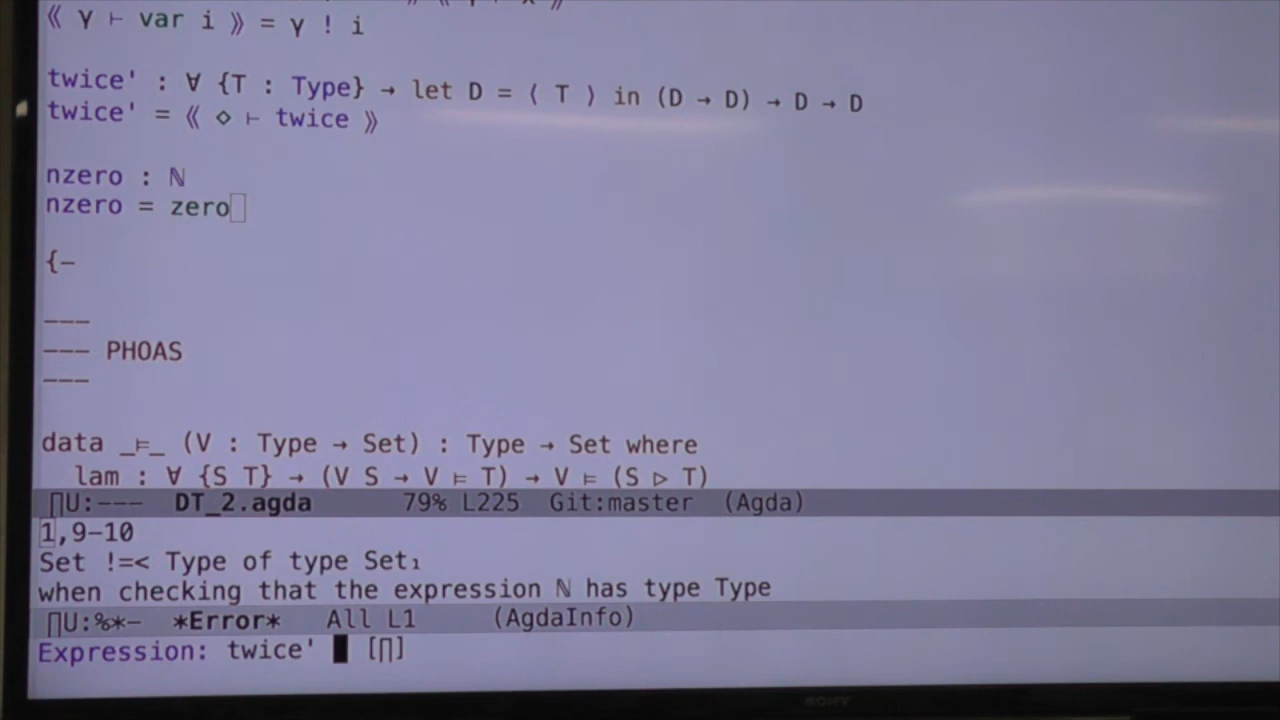 ⟪ γ ⊢ var i ⟫ = γ ! i
twice' : ∀ {T : Type} → let D = ⟨ T ⟩ in (D → D) → D → D
twice' = ⟪ ⋄ ⊢ twice ⟫
nzero : ℕ
nzero = zero
{-
---
--- PHOAS
---
data _⊨_ (V : Type → Set) : Type → Set where
lam : ∀ {S T} → (V S → V ⊨ T) → V ⊨ (S ▹ T)
∏U:--- DT_2.agda 79% L225 Git:master (Agda)
1,9-10
Set !=< Type of type Set₁
when checking that the expression ℕ has type Type
∏U:%*- *Error* All L1 (AgdaInfo)
Expression: twice' [∏]
SONY